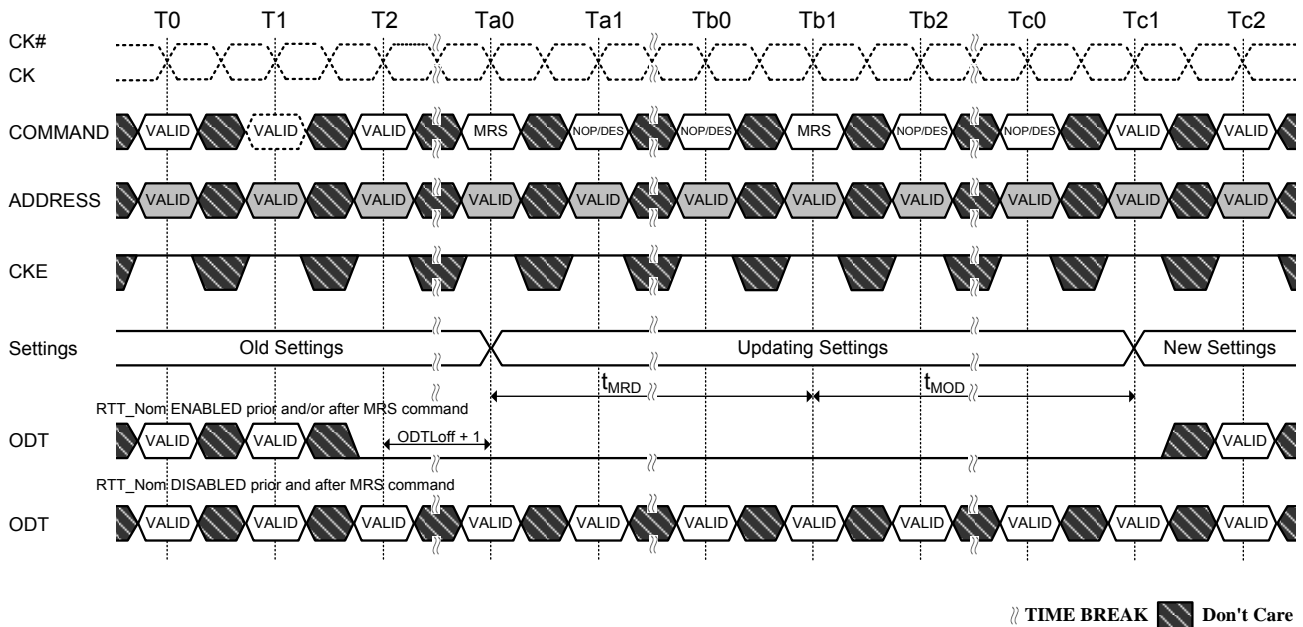 T0 T1 T2 Ta0 Ta1 Tb0 Tb1 Tb2 Tc0 Tc1 Tc2
CK#
CK
COMMAND VALID VALID VALID MRS NOP/DES NOP/DES MRS NOP/DES NOP/DES VALID VALID
ADDRESS VALID VALID VALID VALID VALID VALID VALID VALID VALID VALID VALID
CKE
Settings Old Settings Updating Settings New Settings
tMRD tMOD
RTT_Nom ENABLED prior and/or after MRS command
ODT VALID VALID ODTLoff + 1 VALID
RTT_Nom DISABLED prior and after MRS command
ODT VALID VALID VALID VALID VALID VALID VALID VALID VALID VALID VALID
TIME BREAK Don't Care